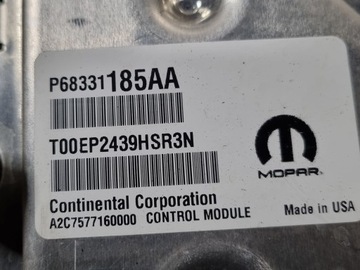 P68331185AA
T00EP2439HSR3N
MOPAR.
Continental Corporation
A2C7577160000 CONTROL MODULE
Made in USA